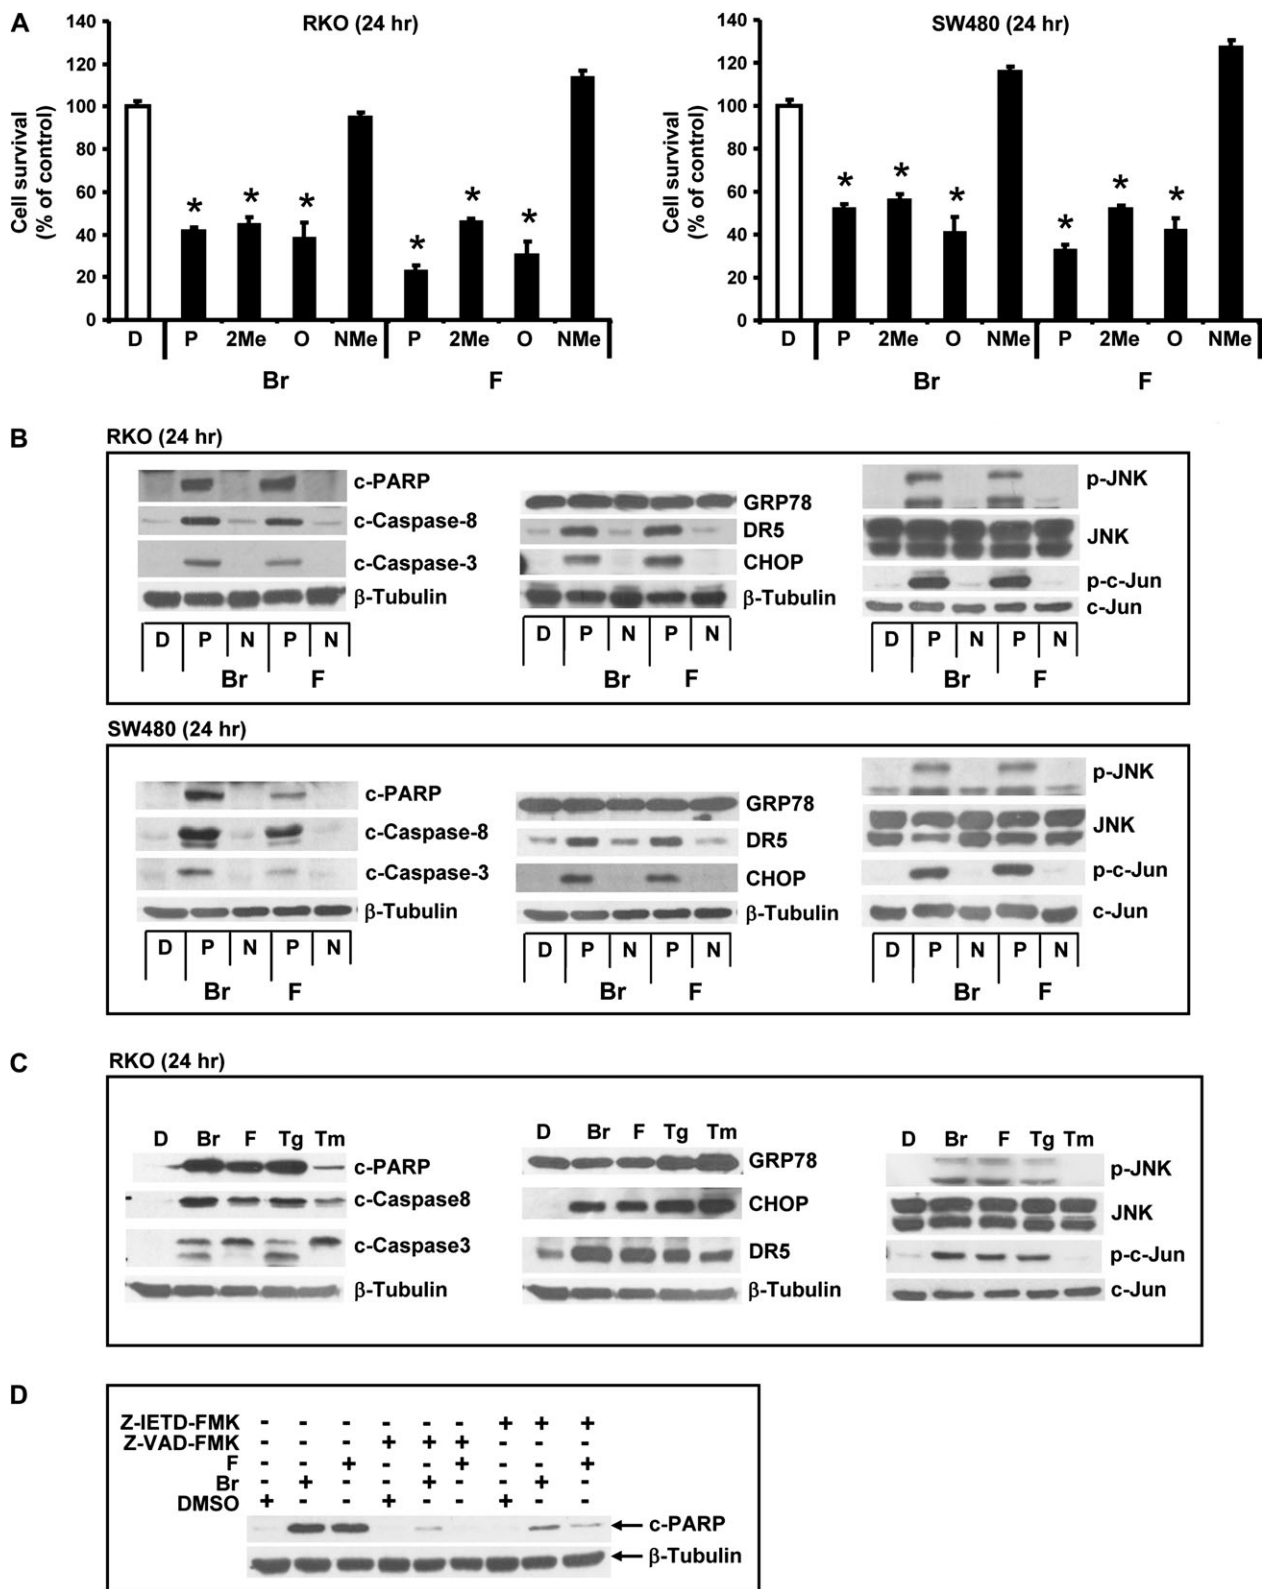 A
RKO (24 hr)
Cell survival
(% of control)
140
120
100
80
60
40
20
0
* * * * * *
D P 2Me O NMe P 2Me O NMe
Br F
SW480 (24 hr)
Cell survival
(% of control)
140
120
100
80
60
40
20
0
* * * * * *
D P 2Me O NMe P 2Me O NMe
Br F
B
RKO (24 hr)
c-PARP
c-Caspase-8
c-Caspase-3
β-Tubulin
D P N P N
Br F
GRP78
DR5
CHOP
β-Tubulin
D P N P N
Br F
p-JNK
JNK
p-c-Jun
c-Jun
D P N P N
Br F
SW480 (24 hr)
c-PARP
c-Caspase-8
c-Caspase-3
β-Tubulin
D P N P N
Br F
GRP78
DR5
CHOP
β-Tubulin
D P N P N
Br F
p-JNK
JNK
p-c-Jun
c-Jun
D P N P N
Br F
C
RKO (24 hr)
D Br F Tg Tm
c-PARP
c-Caspase8
c-Caspase3
β-Tubulin
D Br F Tg Tm
GRP78
CHOP
DR5
β-Tubulin
D Br F Tg Tm
p-JNK
JNK
p-c-Jun
c-Jun
D
Z-IETD-FMK - - - - - - + + +
Z-VAD-FMK - - - + + + - - -
F - - + - - + - - +
Br - + - - + - - + -
DMSO + - - + - - + - -
c-PARP
β-Tubulin